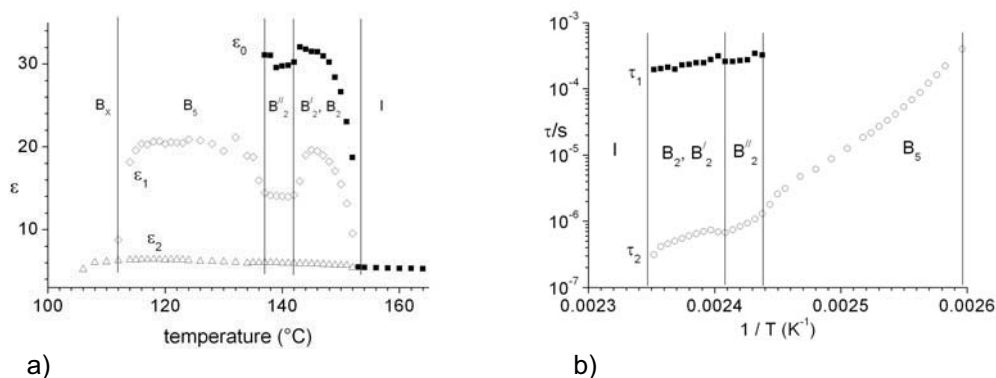 30
20
10
ε
ε₀
ε₁
ε₂
Bₓ
B₅
B″₂
B′₂, B₂
I
100 120 140 160
temperature (°C)
a)
10⁻³
10⁻⁴
10⁻⁵
10⁻⁶
10⁻⁷
τ/s
τ₁
τ₂
I
B₂, B′₂
B″₂
B₅
0.0023 0.0024 0.0025 0.0026
1 / T (K⁻¹)
b)